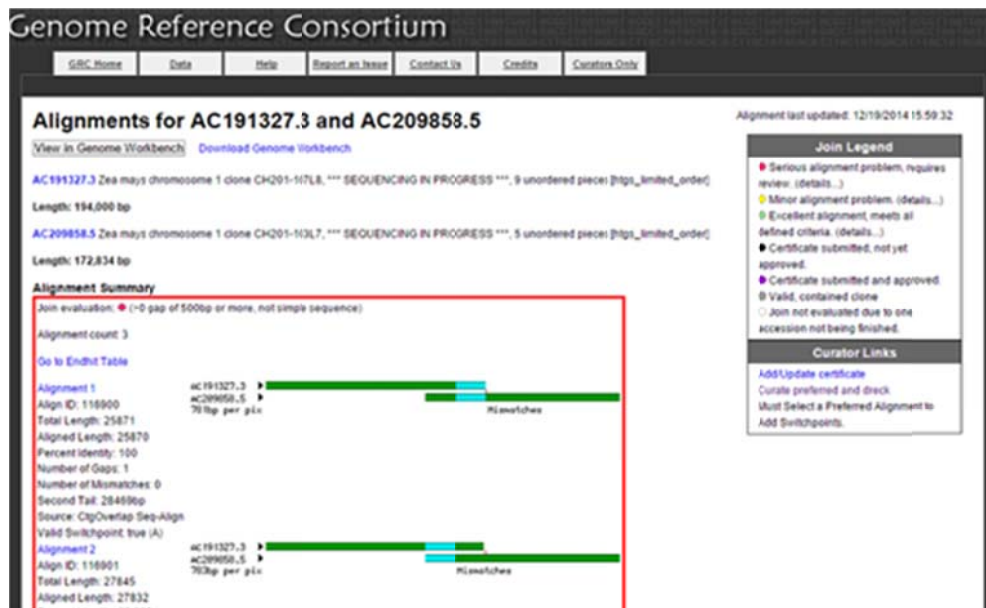 Genome Reference Consortium
GRC Home Data Help Report an Issue Contact Us Credits Curators Only
Alignments for AC191327.3 and AC209858.5
Alignment last updated: 12/19/2014 15:59:32
View in Genome Workbench Download Genome Workbench
AC191327.3 Zea mays chromosome 1 clone CH201-167L8, *** SEQUENCING IN PROGRESS ***, 9 unordered pieces [htgs_limited_order]
Length: 194,000 bp
AC209858.5 Zea mays chromosome 1 clone CH201-103L7, *** SEQUENCING IN PROGRESS ***, 5 unordered pieces [htgs_limited_order]
Length: 172,834 bp
Alignment Summary
Join evaluation: (>0 gap of 500bp or more, not simple sequence)
Alignment count: 3
Go to Endhit Table
Alignment 1
Align ID: 116900
Total Length: 25871
Aligned Length: 25870
Percent Identity: 100
Number of Gaps: 1
Number of Mismatches: 0
Second Tail: 28469bp
Source: CtgOverlap Seq-Align
Valid Switchpoint: true (A)
AC191327.3
AC209858.5
781bp per pix
Mismatches
Alignment 2
Align ID: 116901
Total Length: 27845
Aligned Length: 27832
AC191327.3
AC209858.5
783bp per pix
Mismatches
Join Legend
Serious alignment problem, requires
review. (details...)
Minor alignment problem. (details...)
Excellent alignment, meets all
defined criteria. (details...)
Certificate submitted, not yet
approved.
Certificate submitted and approved.
Valid, contained clone
Join not evaluated due to one
accession not being finished.
Curator Links
Add/Update certificate
Curate preferred and dreck
Must Select a Preferred Alignment to
Add Switchpoints.